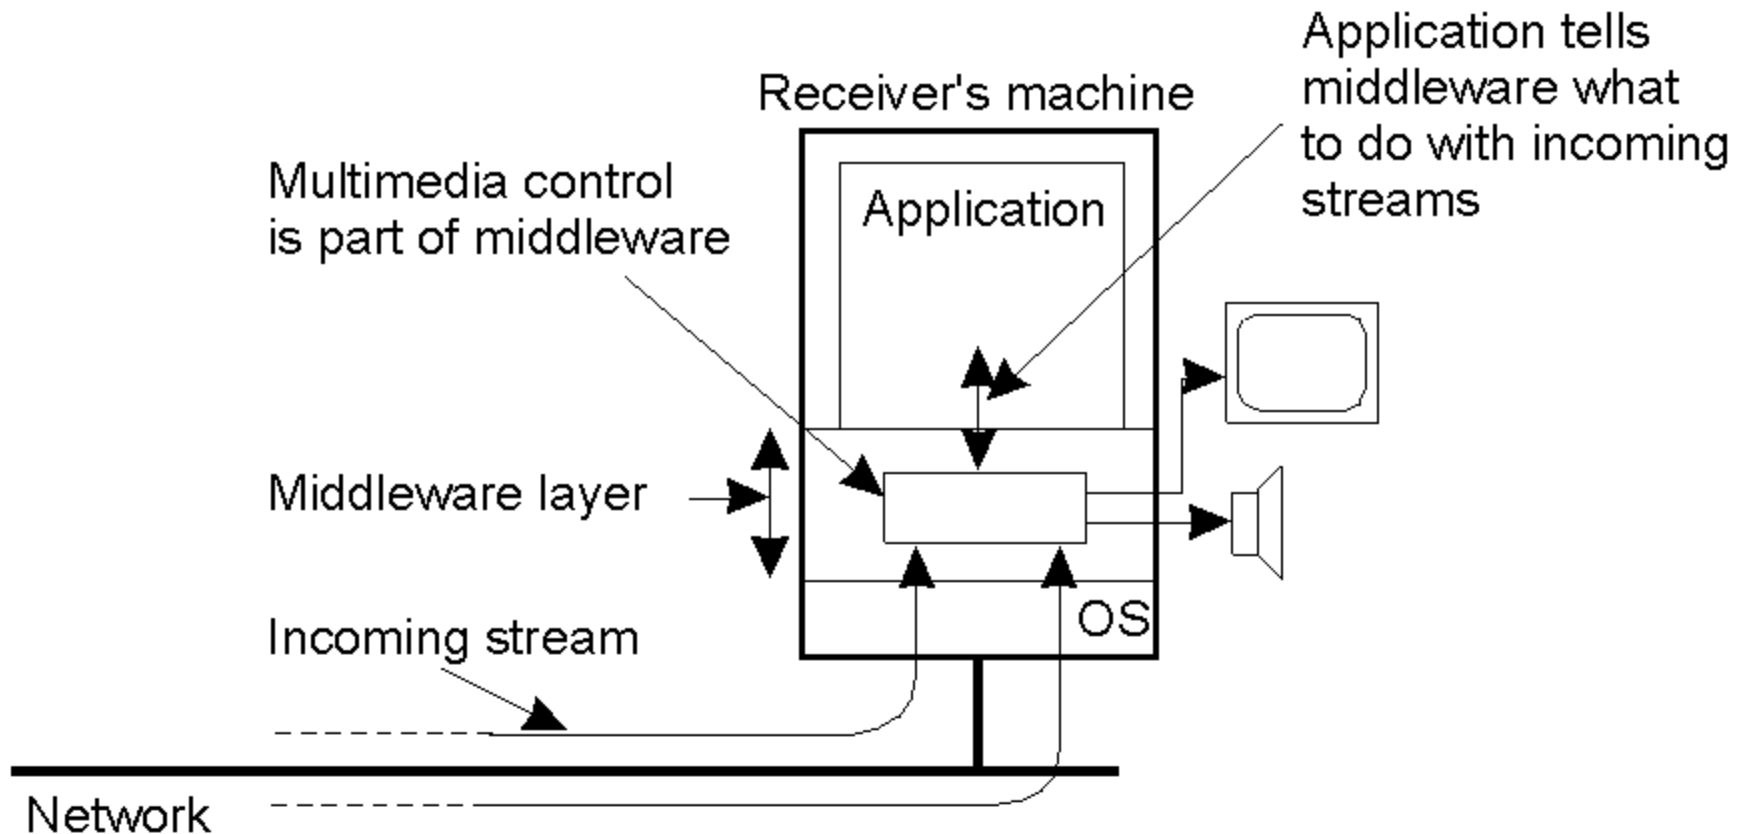 Application tells
middleware what
to do with incoming
streams
Receiver's machine
Multimedia control
is part of middleware
Application
Middleware layer
OS
Incoming stream
Network